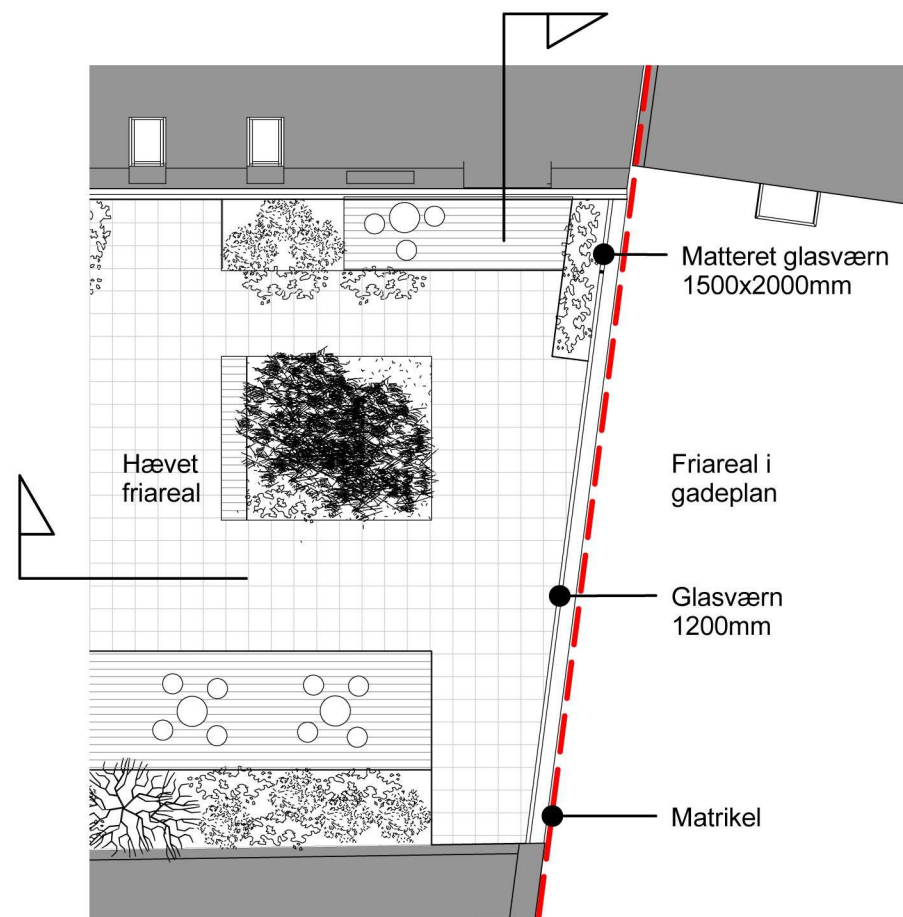 Matteret glasværn
1500x2000mm
Hævet
friareal
Friareal i
gadeplan
Glasværn
1200mm
Matrikel